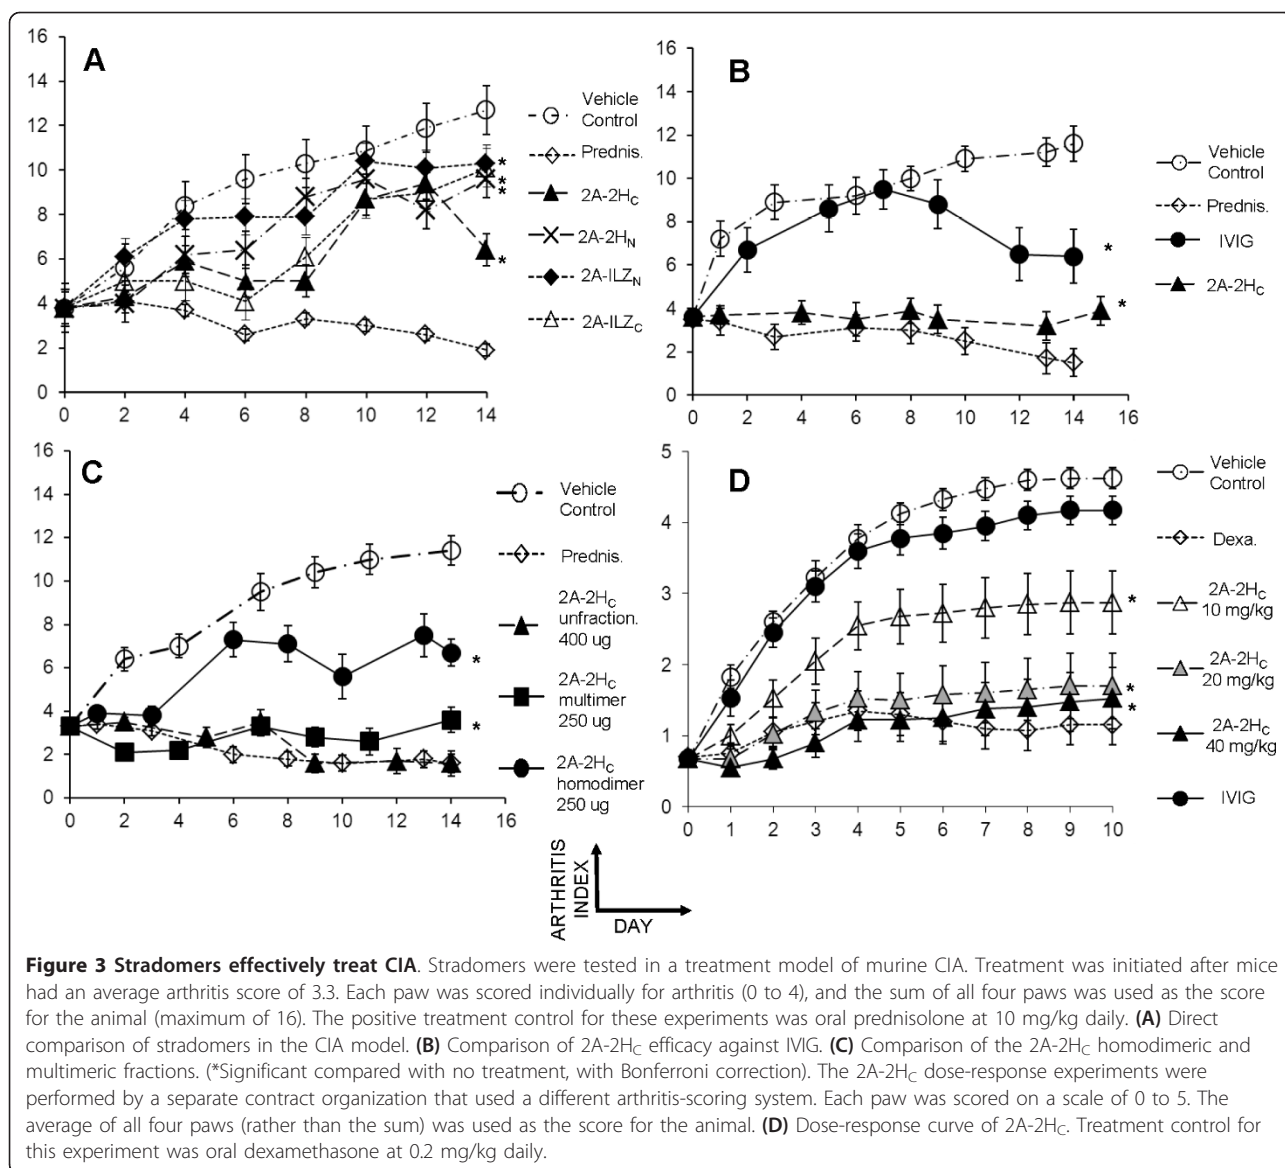 A
16
14
12
10
8
6
4
2
0
0 2 4 6 8 10 12 14
*
*
*
*
Vehicle
Control
Prednis.
2A-2HC
2A-2HN
2A-ILZN
2A-ILZC
B
16
14
12
10
8
6
4
2
0
0 2 4 6 8 10 12 14 16
*
*
Vehicle
Control
Prednis.
IVIG
2A-2HC
C
16
14
12
10
8
6
4
2
0
0 2 4 6 8 10 12 14 16
*
*
Vehicle
Control
Prednis.
2A-2HC
unfraction.
400 ug
2A-2HC
multimer
250 ug
2A-2HC
homodimer
250 ug
D
5
4
3
2
1
0
0 1 2 3 4 5 6 7 8 9 10
*
*
*
Vehicle
Control
Dexa.
2A-2HC
10 mg/kg
2A-2HC
20 mg/kg
2A-2HC
40 mg/kg
IVIG
ARTHRITIS
INDEX
DAY
Figure 3 Stradomers effectively treat CIA. Stradomers were tested in a treatment model of murine CIA. Treatment was initiated after mice
had an average arthritis score of 3.3. Each paw was scored individually for arthritis (0 to 4), and the sum of all four paws was used as the score
for the animal (maximum of 16). The positive treatment control for these experiments was oral prednisolone at 10 mg/kg daily. (A) Direct
comparison of stradomers in the CIA model. (B) Comparison of 2A-2HC efficacy against IVIG. (C) Comparison of the 2A-2HC homodimeric and
multimeric fractions. (*Significant compared with no treatment, with Bonferroni correction). The 2A-2HC dose-response experiments were
performed by a separate contract organization that used a different arthritis-scoring system. Each paw was scored on a scale of 0 to 5. The
average of all four paws (rather than the sum) was used as the score for the animal. (D) Dose-response curve of 2A-2HC. Treatment control for
this experiment was oral dexamethasone at 0.2 mg/kg daily.